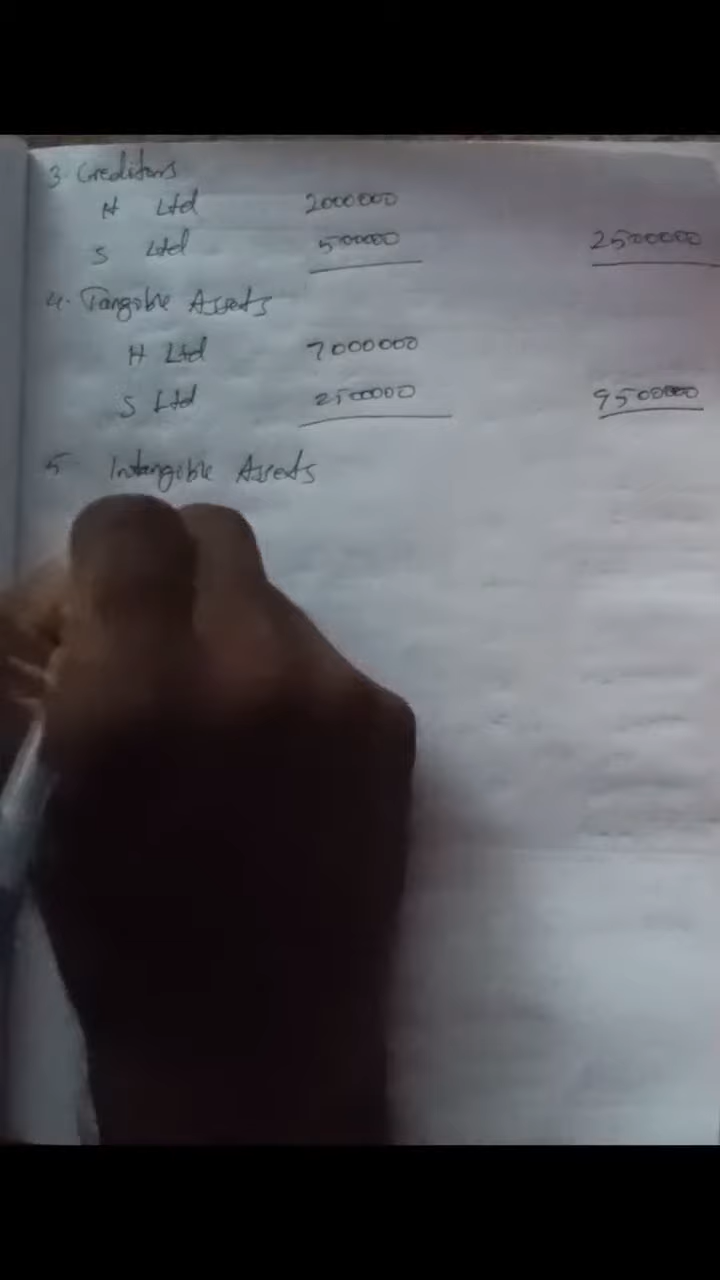 3. Creditors
H Ltd 2000000
S Ltd 500000 2500000
4. Tangible Assets
H Ltd 7000000
S Ltd 2500000 9500000
5 Intangible Assets